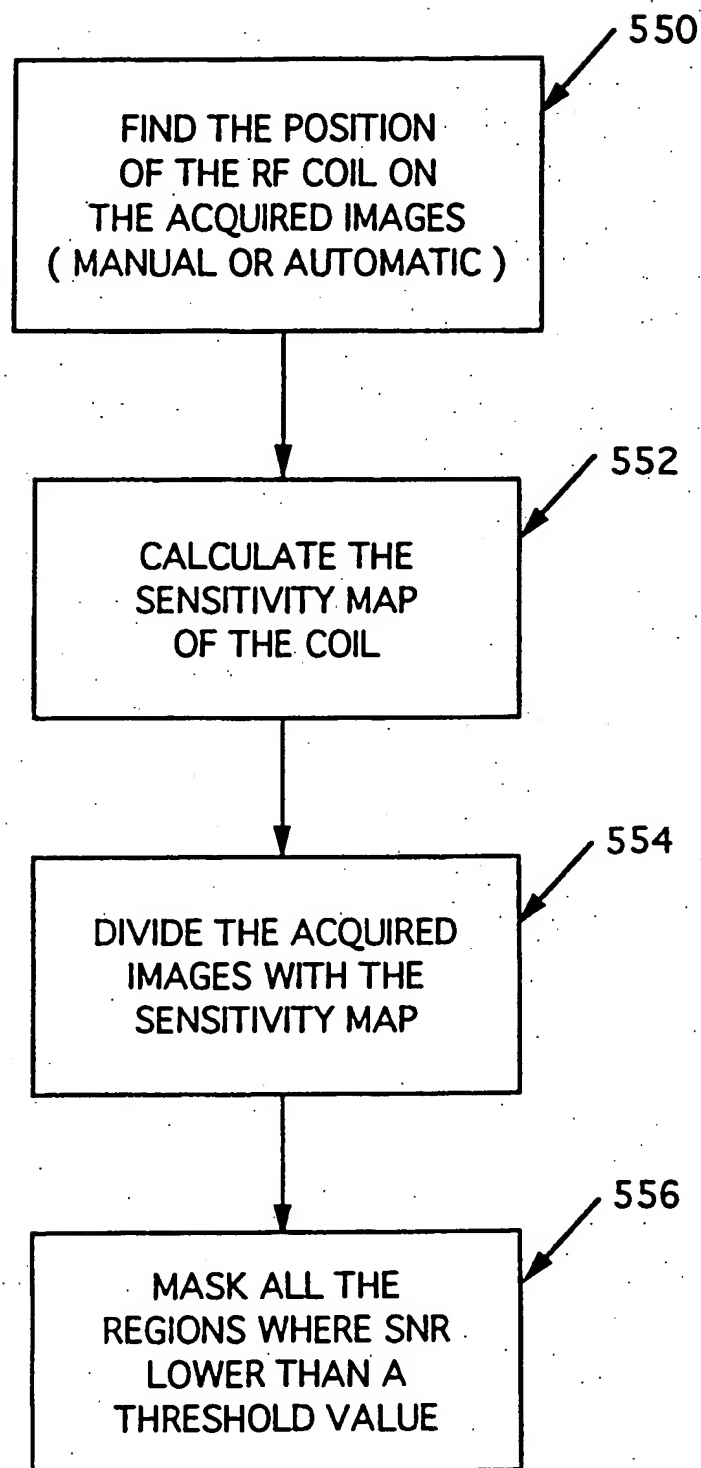 550
FIND THE POSITION
OF THE RF COIL ON
THE ACQUIRED IMAGES
( MANUAL OR AUTOMATIC )
552
CALCULATE THE
SENSITIVITY MAP
OF THE COIL
554
DIVIDE THE ACQUIRED
IMAGES WITH THE
SENSITIVITY MAP
556
MASK ALL THE
REGIONS WHERE SNR
LOWER THAN A
THRESHOLD VALUE